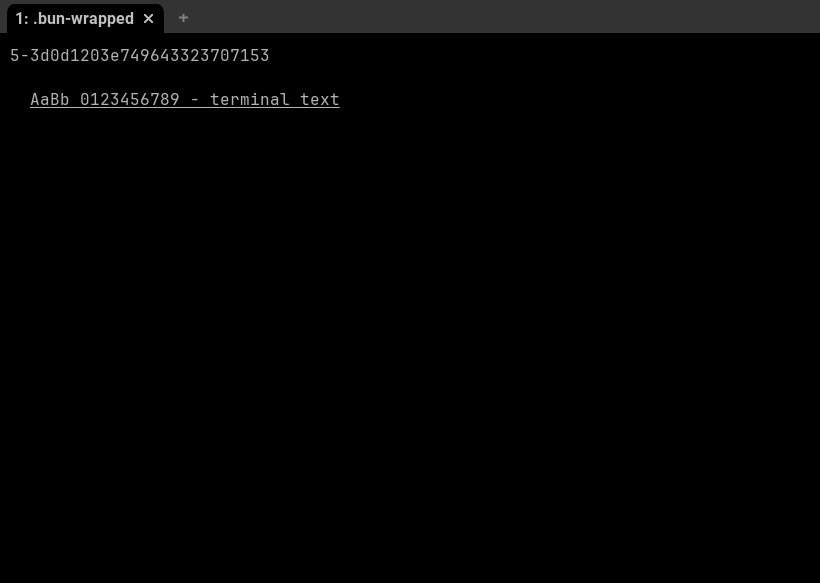 1: .bun-wrapped × +
5-3d0d1203e749643323707153
AaBb 0123456789 - terminal text